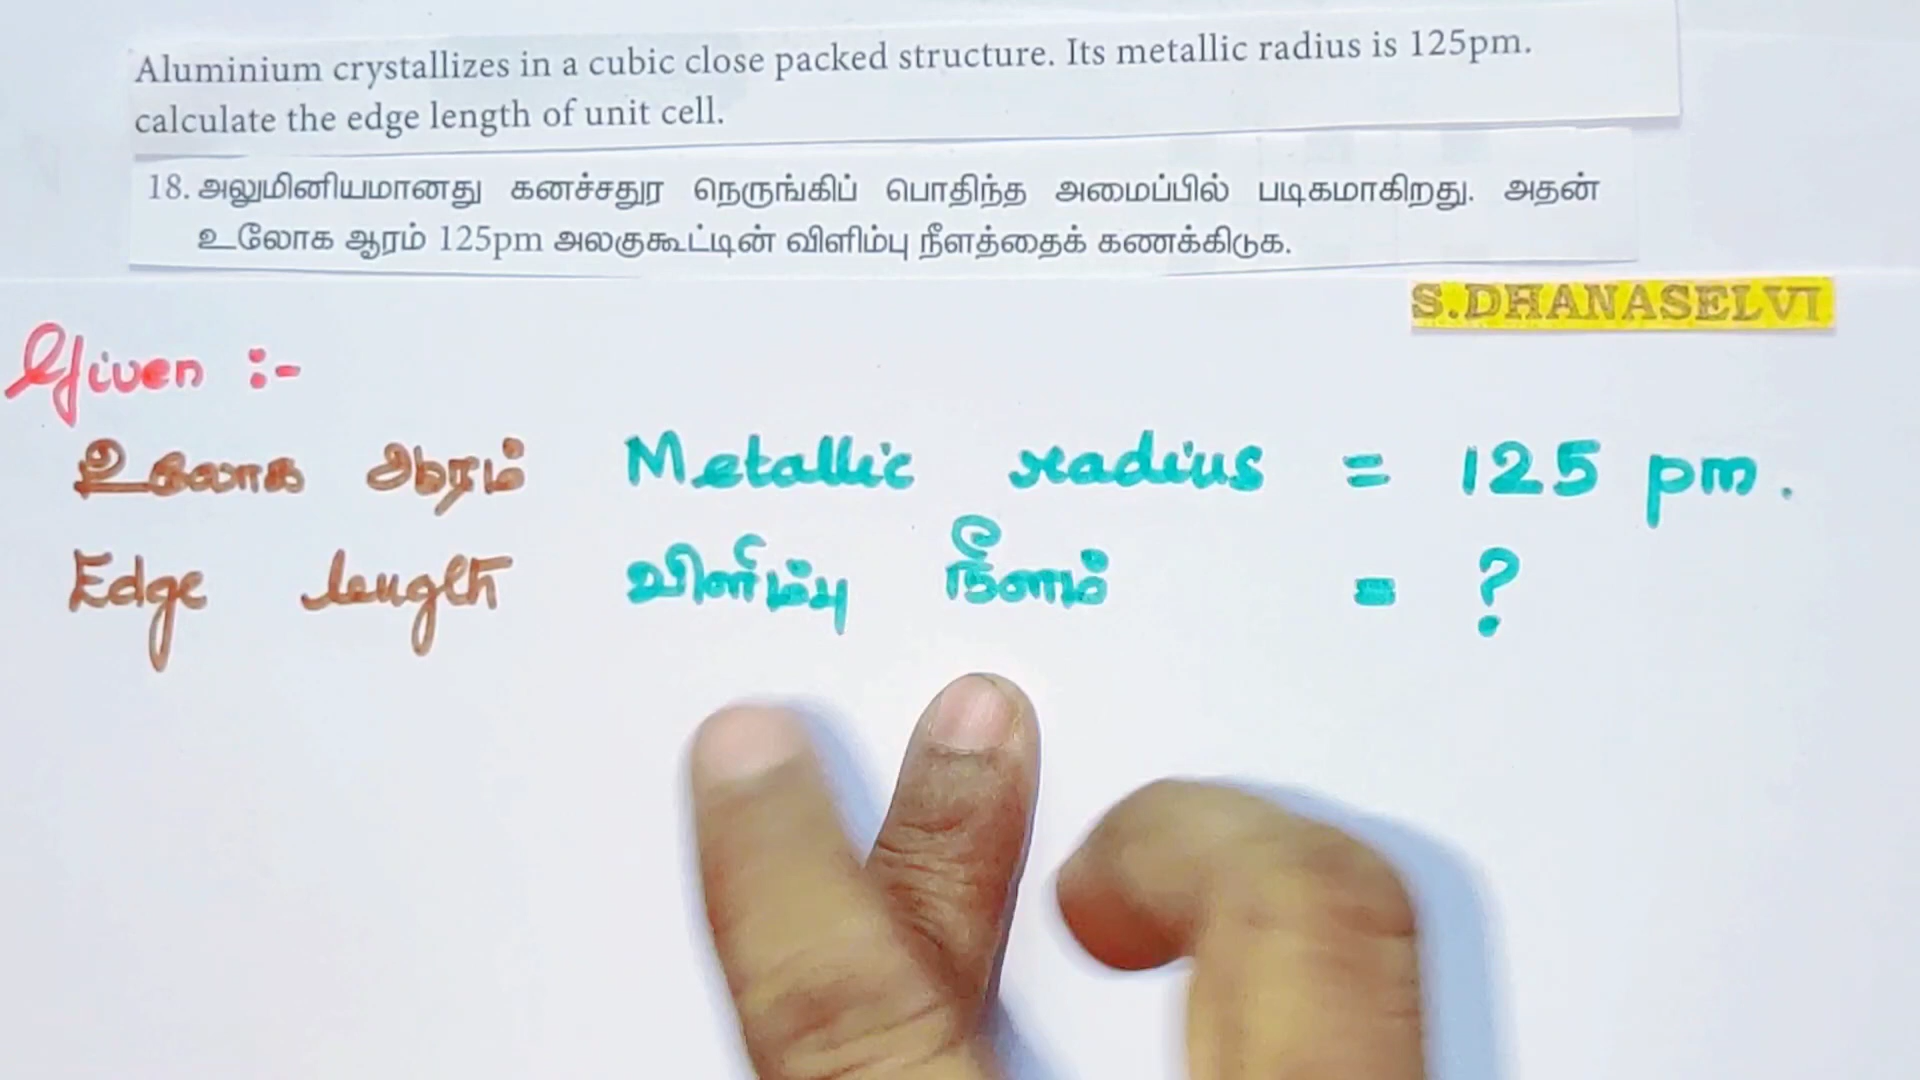 Aluminium crystallizes in a cubic close packed structure. Its metallic radius is 125pm.
calculate the edge length of unit cell.
18. அலுமினியமானது கனச்சதுர நெருங்கிப் பொதிந்த அமைப்பில் படிகமாகிறது. அதன்
உலோக ஆரம் 125pm அலகுகூட்டின் விளிம்பு நீளத்தைக் கணக்கிடுக.
S.DHANASELVI
Given :-
உலோக ஆரம் Metallic radius = 125 pm.
Edge length விளிம்பு நீளம் = ?